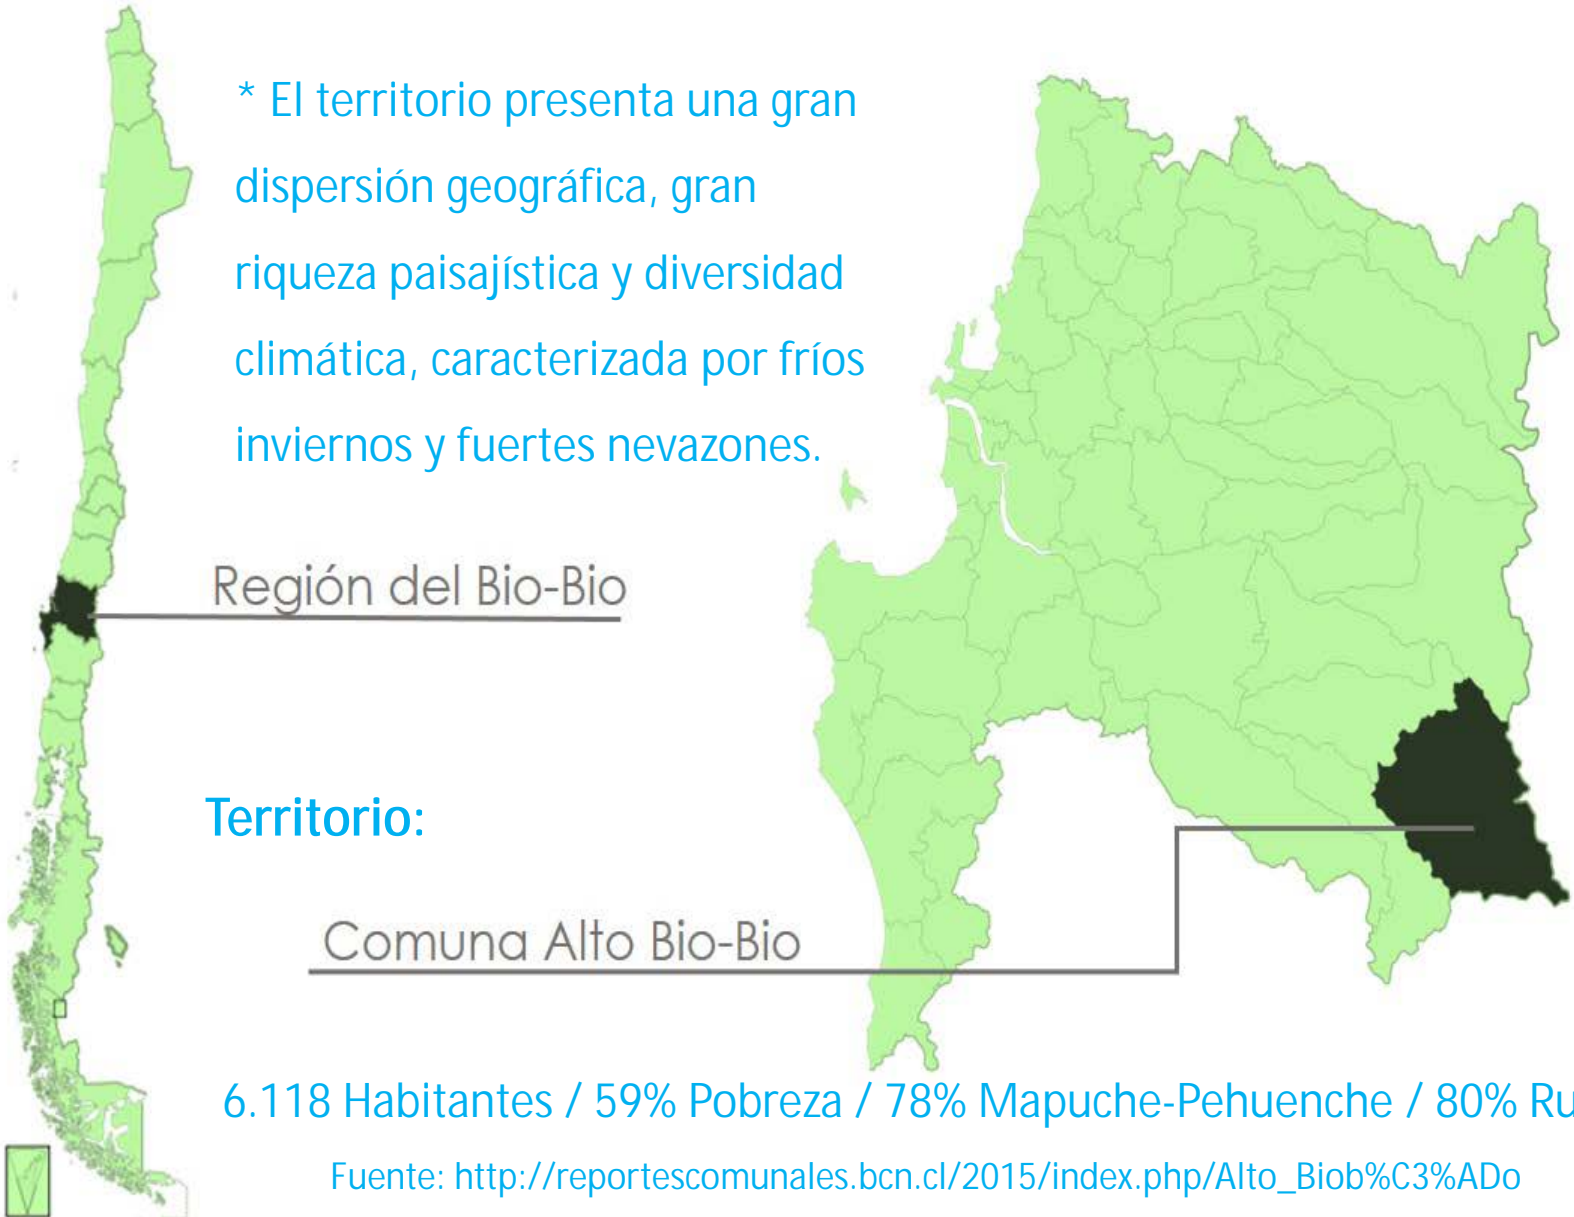 * El territorio presenta una gran
dispersión geográfica, gran
riqueza paisajística y diversidad
climática, caracterizada por fríos
inviernos y fuertes nevazones.
Región del Bio-Bio
Territorio:
Comuna Alto Bio-Bio
6.118 Habitantes / 59% Pobreza / 78% Mapuche-Pehuenche / 80% Ru
Fuente: http://reportescomunales.bcn.cl/2015/index.php/Alto_Biob%C3%ADo